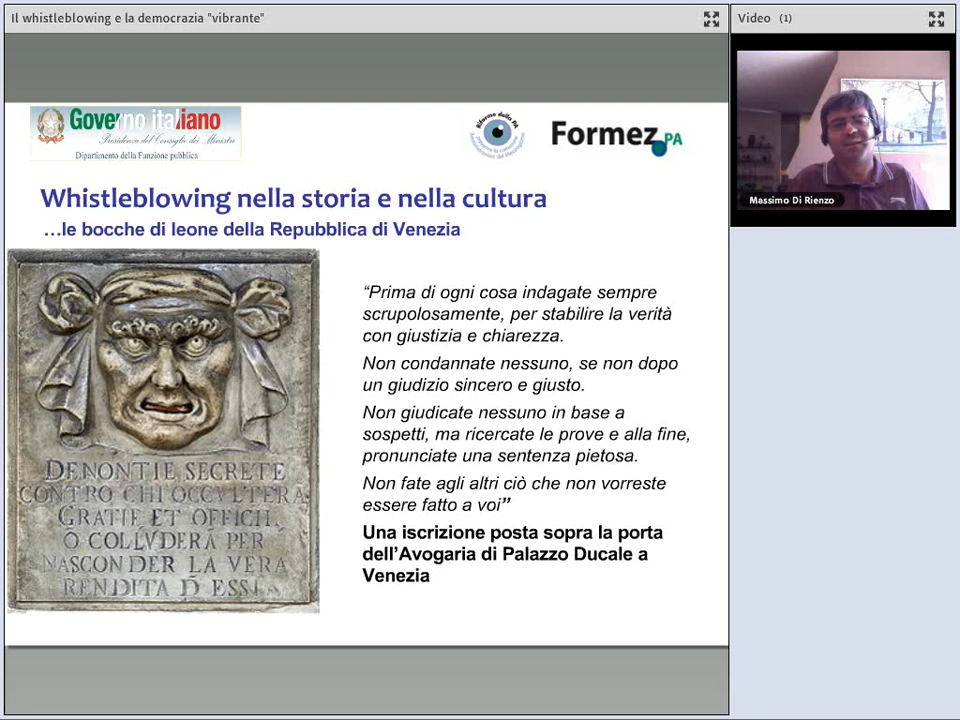 Il whistleblowing e la democrazia "vibrante"
Video (1)
Governo italiano
Presidenza del Consiglio dei Ministri
Dipartimento della Funzione pubblica
Riforma della PA
Formez PA
Massimo Di Rienzo
Whistleblowing nella storia e nella cultura
…le bocche di leone della Repubblica di Venezia
DENONTIE SECRETE
CONTRO CHI OCCVLTERA
GRATIE ET OFFICII.
O COLLVDERA PER
NASCONDER LA VERA
RENDITA D ESSI.
“Prima di ogni cosa indagate sempre
scrupolosamente, per stabilire la verità
con giustizia e chiarezza.
Non condannate nessuno, se non dopo
un giudizio sincero e giusto.
Non giudicate nessuno in base a
sospetti, ma ricercate le prove e alla fine,
pronunciate una sentenza pietosa.
Non fate agli altri ciò che non vorreste
essere fatto a voi”
Una iscrizione posta sopra la porta
dell’Avogaria di Palazzo Ducale a
Venezia